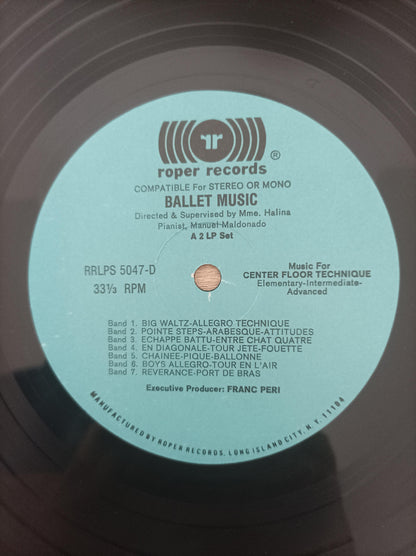 rr
roper records ®
COMPATIBLE For STEREO OR MONO
BALLET MUSIC
Directed & Supervised by Mme. Halina
Pianist, Manuel Maldonado
A 2 LP Set
RRLPS 5047-D
33⅓ RPM
Music For
CENTER FLOOR TECHNIQUE
Elementary-Intermediate-
Advanced
Band 1. BIG WALTZ-ALLEGRO TECHNIQUE
Band 2. POINTE STEPS-ARABESQUE-ATTITUDES
Band 3. ECHAPPE BATTU-ENTRE CHAT QUATRE
Band 4. EN DIAGONALE-TOUR JETE-FOUETTE
Band 5. CHAINEE-PIQUE-BALLONNE
Band 6. BOYS ALLEGRO-TOUR EN L'AIR
Band 7. REVERANCE-PORT DE BRAS
Executive Producer: FRANC PERI
MANUFACTURED BY ROPER RECORDS, LONG ISLAND CITY, N. Y. 11104